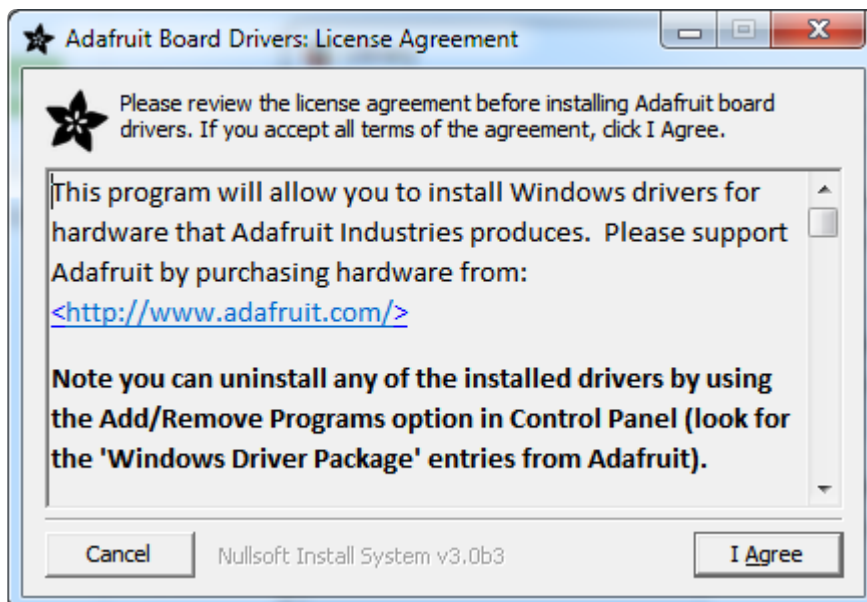 Adafruit Board Drivers: License Agreement
Please review the license agreement before installing Adafruit board
drivers. If you accept all terms of the agreement, click I Agree.
This program will allow you to install Windows drivers for
hardware that Adafruit Industries produces.  Please support
Adafruit by purchasing hardware from:
<http://www.adafruit.com/>
Note you can uninstall any of the installed drivers by using
the Add/Remove Programs option in Control Panel (look for
the 'Windows Driver Package' entries from Adafruit).
Cancel
Nullsoft Install System v3.0b3
I Agree